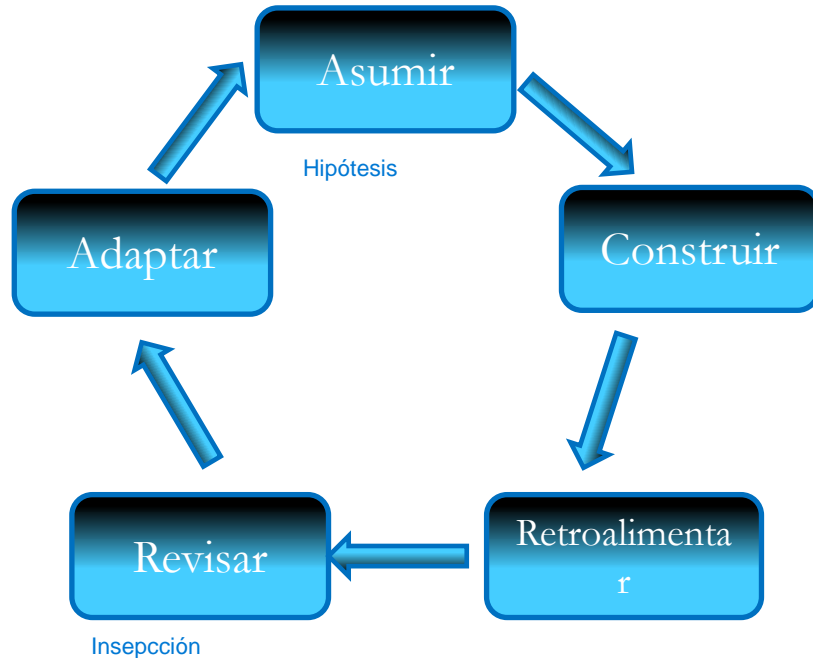 Asumir
Hipótesis
Adaptar
Construir
Revisar
Retroalimenta
r
Insepcción